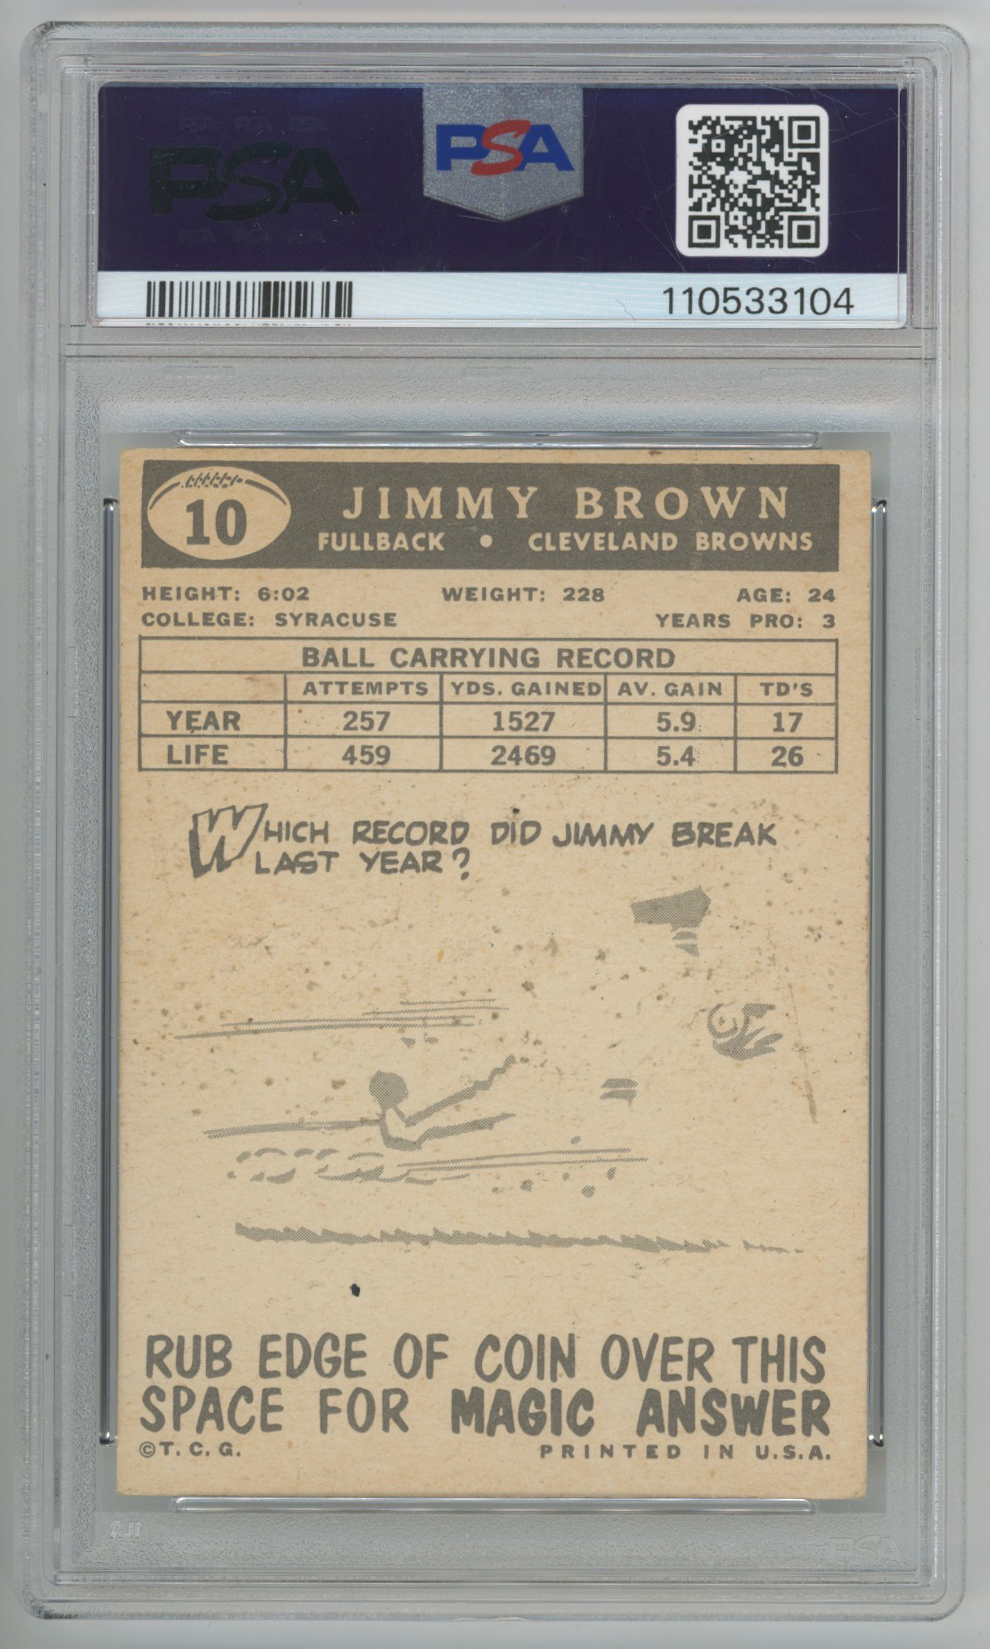 PSA
PSA
110533104
10
JIMMY BROWN
FULLBACK • CLEVELAND BROWNS
HEIGHT: 6:02 WEIGHT: 228 AGE: 24
COLLEGE: SYRACUSE YEARS PRO: 3
BALL CARRYING RECORD
ATTEMPTS YDS. GAINED AV. GAIN TD'S
YEAR 257 1527 5.9 17
LIFE 459 2469 5.4 26
WHICH RECORD DID JIMMY BREAK
LAST YEAR?
RUB EDGE OF COIN OVER THIS
SPACE FOR MAGIC ANSWER
©T. C. G. PRINTED IN U.S.A.
PSA